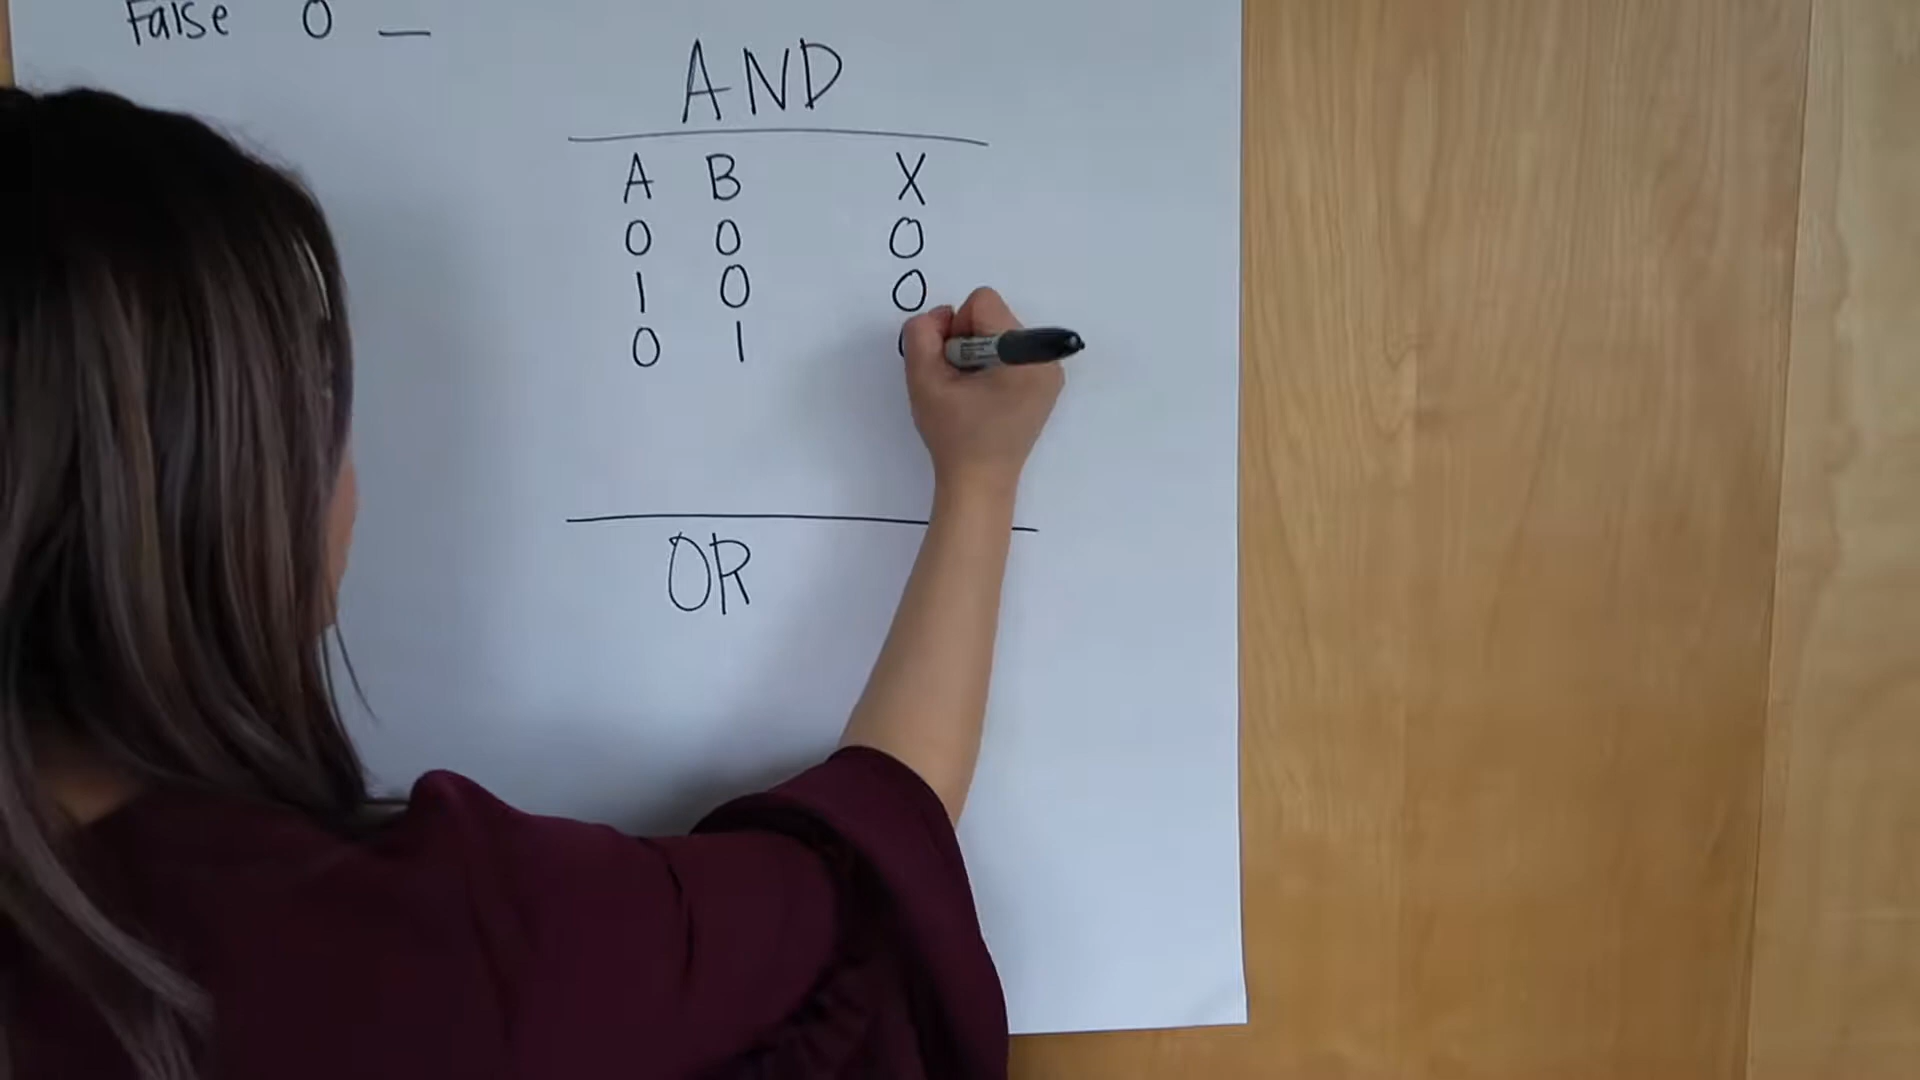 False 0 _
AND
A B X
0 0 0
1 0 0
0 1
OR